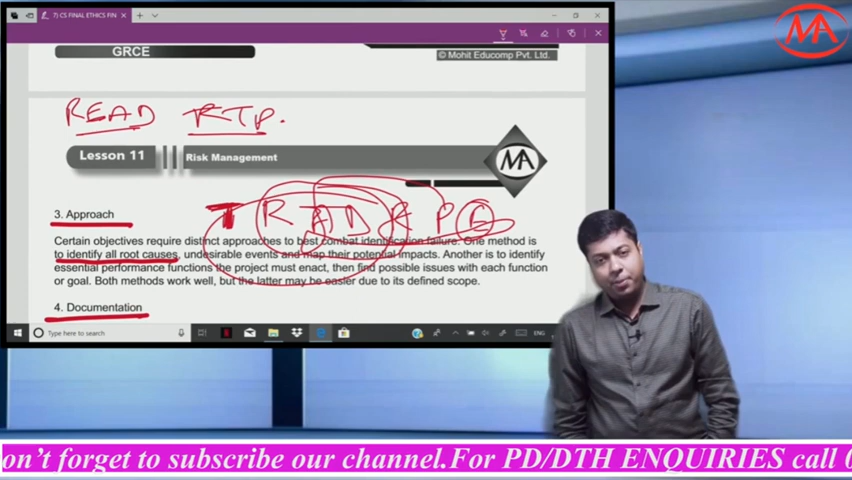 7) CS FINAL ETHICS FIN
MA
GRCE
© Mohit Educomp Pvt. Ltd.
READ RTP.
Lesson 11
Risk Management
MA
3. Approach
T R A D R P E
Certain objectives require distinct approaches to best combat identification failure. One method is
to identify all root causes, undesirable events and map their potential impacts. Another is to identify
essential performance functions the project must enact, then find possible issues with each function
or goal. Both methods work well, but the latter may be easier due to its defined scope.
4. Documentation
Type here to search
ENG
on't forget to subscribe our channel.For PD/DTH ENQUIRIES call